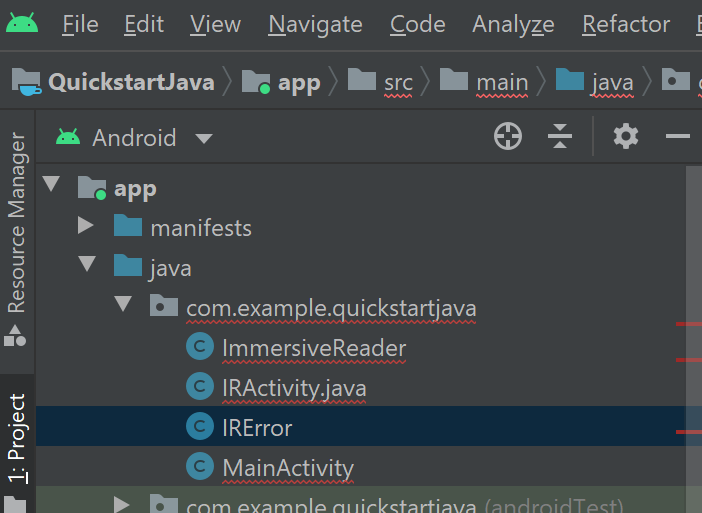 File Edit View Navigate Code Analyze Refactor
QuickstartJava app src main java
Resource Manager
1: Project
Android
app
manifests
java
com.example.quickstartjava
ImmersiveReader
IRActivity.java
IRError
MainActivity
com.example.quickstartjava (androidTest)